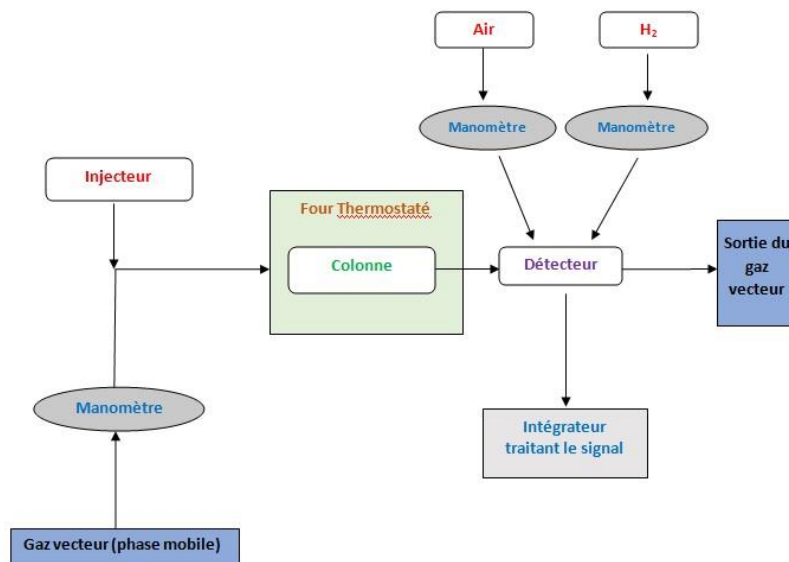 Air
H₂
Manomètre
Manomètre
Injecteur
Four Thermostaté
Colonne
Détecteur
Sortie du
gaz
vecteur
Manomètre
Intégrateur
traitant le signal
Gaz vecteur (phase mobile)